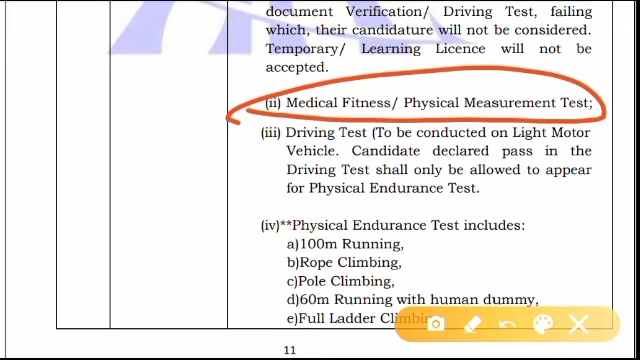 document Verification/ Driving Test, failing
which, their candidature will not be considered.
Temporary/ Learning Licence will not be
accepted.
(ii) Medical Fitness/ Physical Measurement Test;
(iii) Driving Test (To be conducted on Light Motor
Vehicle. Candidate declared pass in the
Driving Test shall only be allowed to appear
for Physical Endurance Test.
(iv)**Physical Endurance Test includes:
a)100m Running,
b)Rope Climbing,
c)Pole Climbing,
d)60m Running with human dummy,
e)Full Ladder Climbing
11